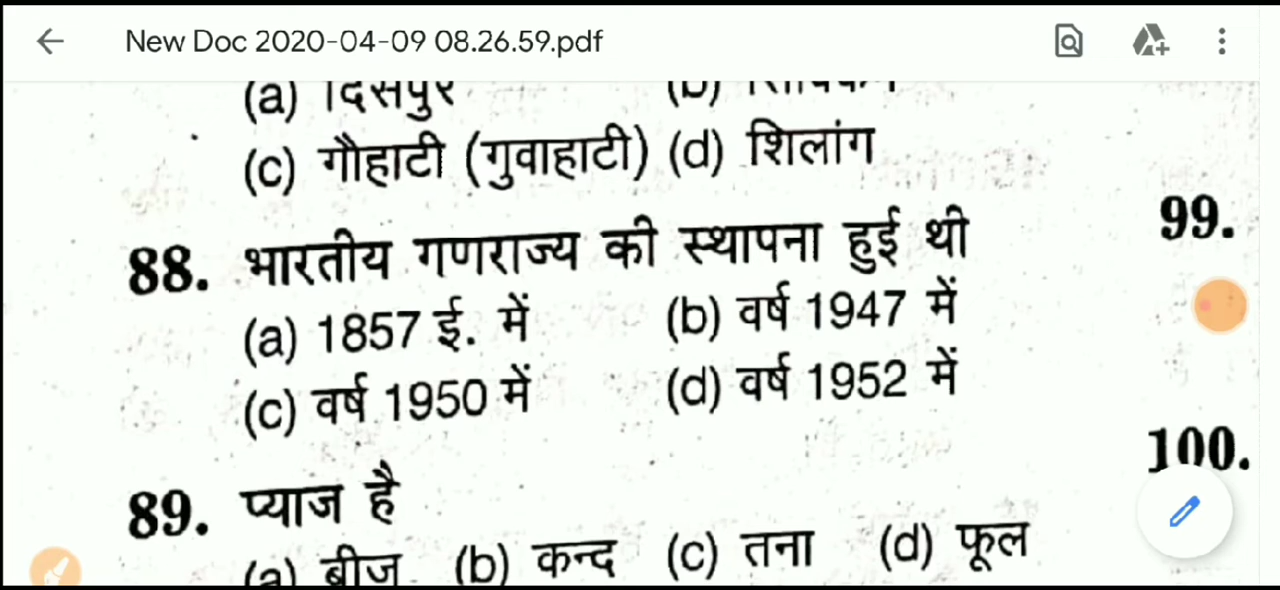 New Doc 2020-04-09 08.26.59.pdf
(a) दिसपुर
(c) गौहाटी (गुवाहाटी) (d) शिलांग
88. भारतीय गणराज्य की स्थापना हुई थी
(a) 1857 ई. में (b) वर्ष 1947 में
(c) वर्ष 1950 में (d) वर्ष 1952 में
89. प्याज है
(a) बीज (b) कन्द (c) तना (d) फूल
99.
100.